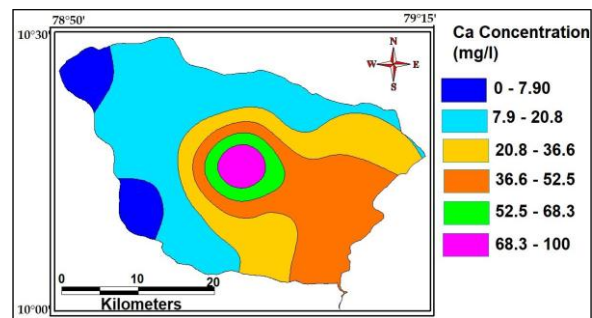 78°50' 79°15'
10°30'
N
W E
S
Ca Concentration
(mg/l)
0 - 7.90
7.9 - 20.8
20.8 - 36.6
36.6 - 52.5
52.5 - 68.3
68.3 - 100
0 10 20
Kilometers
10°00'